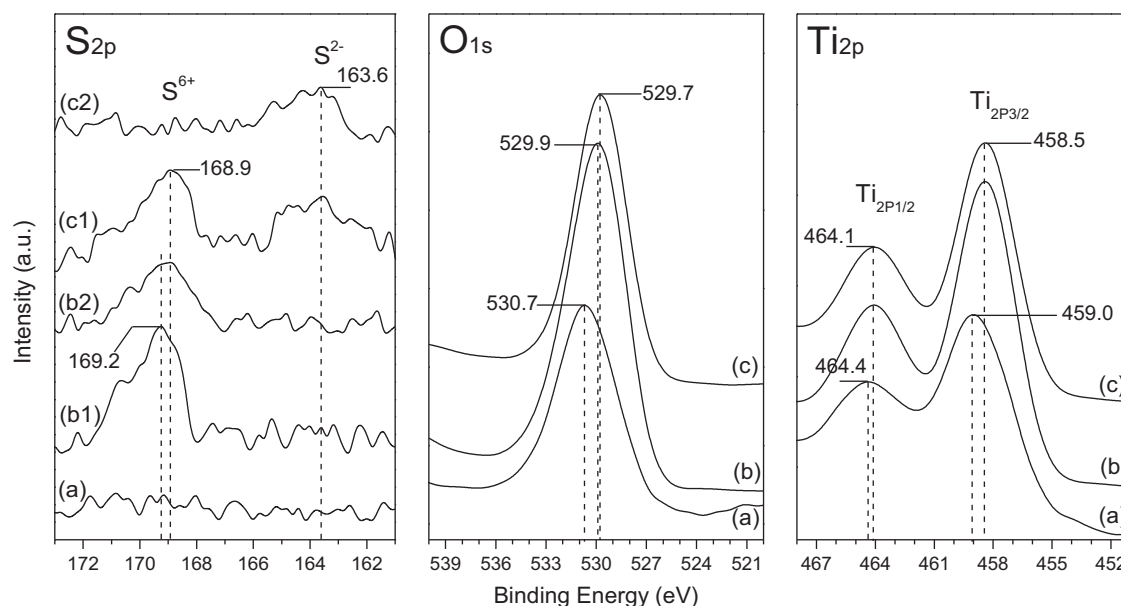 S2p
S6+
S2-
163.6
(c2)
168.9
(c1)
(b2)
169.2
(b1)
(a)
172
170
168
166
164
162
Intensity (a.u.)
O1s
529.7
529.9
530.7
(c)
(b)
(a)
539
536
533
530
527
524
521
Binding Energy (eV)
Ti2p
Ti2P3/2
458.5
Ti2P1/2
464.1
459.0
464.4
(c)
(b)
(a)
467
464
461
458
455
452